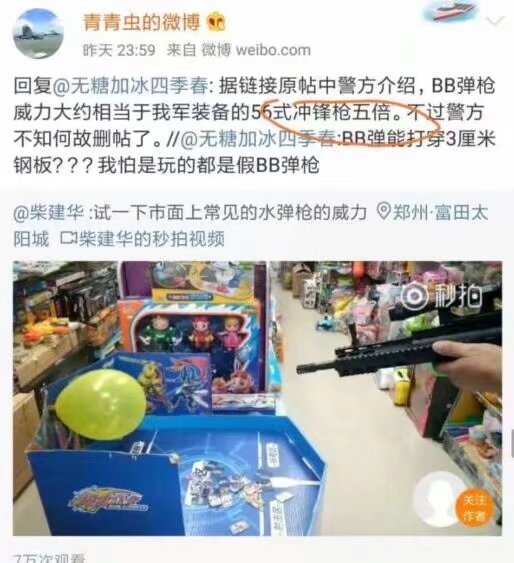 青青虫的微博
昨天 23:59 来自 微博 weibo.com
回复@无糖加冰四季春: 据链接原帖中警方介绍，BB弹枪
威力大约相当于我军装备的56式冲锋枪五倍。不过警方
不知何故删帖了。//@无糖加冰四季春:BB弹能打穿3厘米
钢板？？？我怕是玩的都是假BB弹枪
@柴建华 :试一下市面上常见的水弹枪的威力 郑州·富田太
阳城 柴建华的秒拍视频
秒拍
关注
作者
7万次观看